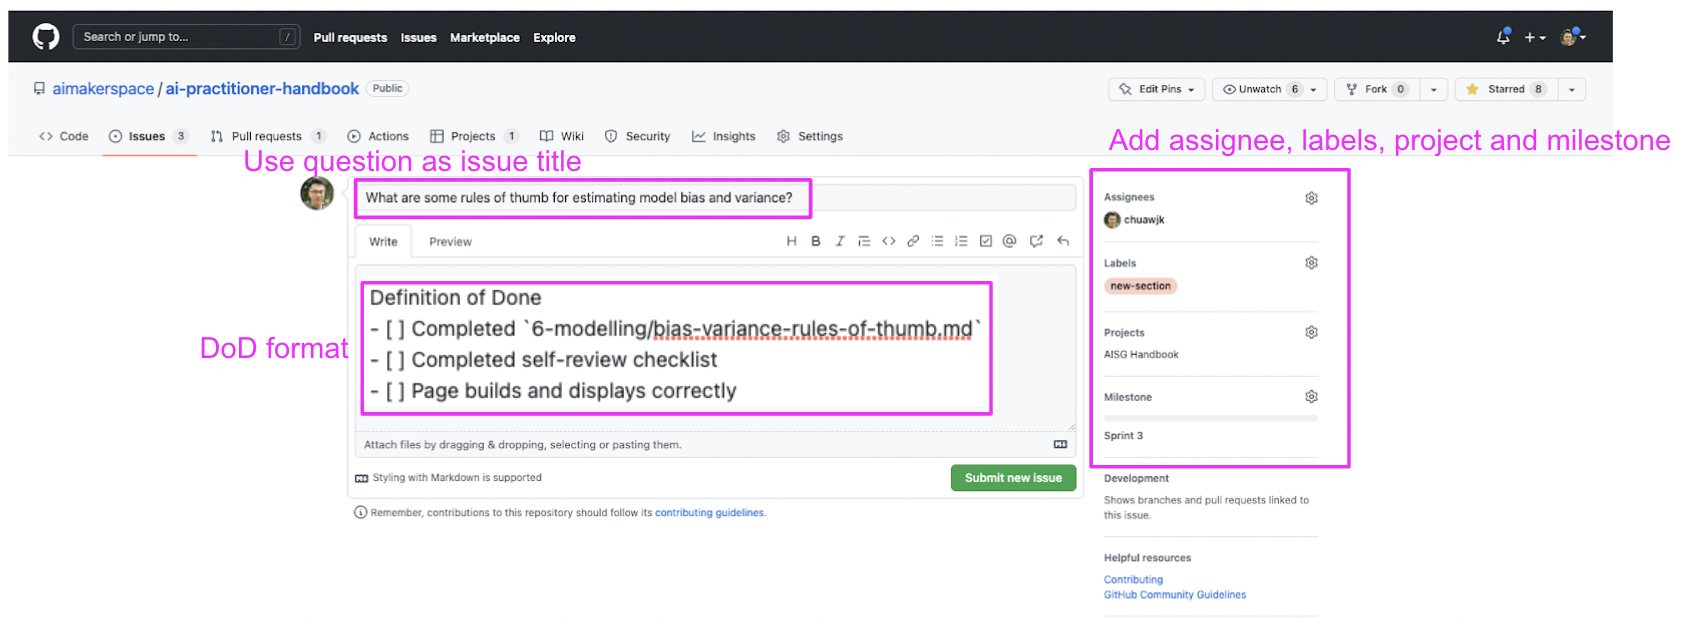 Search or jump to... /
Pull requests Issues Marketplace Explore
aimakerspace / ai-practitioner-handbook Public
Edit Pins Unwatch 6 Fork 0 Starred 8
Code Issues 3 Pull requests 1 Actions Projects 1 Wiki Security Insights Settings
Add assignee, labels, project and milestone
Use question as issue title
What are some rules of thumb for estimating model bias and variance?
Write Preview
DoD format
Definition of Done
- [ ] Completed `6-modelling/bias-variance-rules-of-thumb.md`
- [ ] Completed self-review checklist
- [ ] Page builds and displays correctly
Attach files by dragging & dropping, selecting or pasting them.
Styling with Markdown is supported
Submit new issue
Remember, contributions to this repository should follow its contributing guidelines.
Assignees
chuawjk
Labels
new-section
Projects
AISG Handbook
Milestone
Sprint 3
Development
Shows branches and pull requests linked to
this issue.
Helpful resources
Contributing
GitHub Community Guidelines